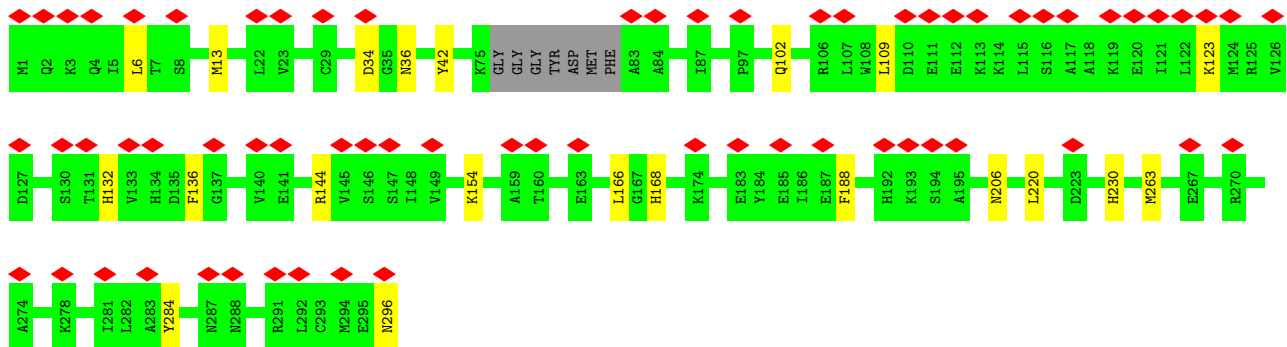 M1 Q2 K3 Q4 I5 L6 T7 S8 M13 L22 V23 C29 D34 G35 N36 Y42 K75 GLY GLY GLY TYR ASP MET PHE A83 A84 I87 P97 Q102 R106 L107 W108 L109 D110 E111 E112 K113 K114 L115 S116 A117 A118 K119 E120 I121 L122 K123 M124 R125 V126
D127 S130 T131 H132 V133 H134 D135 F136 G137 V140 E141 R144 V145 S146 S147 I148 V149 K154 A159 T160 E163 L166 G167 H168 K174 E183 Y184 E185 I186 E187 F188 H192 K193 S194 A195 N206 L220 D223 H230 M263 E267 R270
A274 K278 I281 L282 A283 Y284 N287 N288 R291 L292 C293 M294 E295 N296